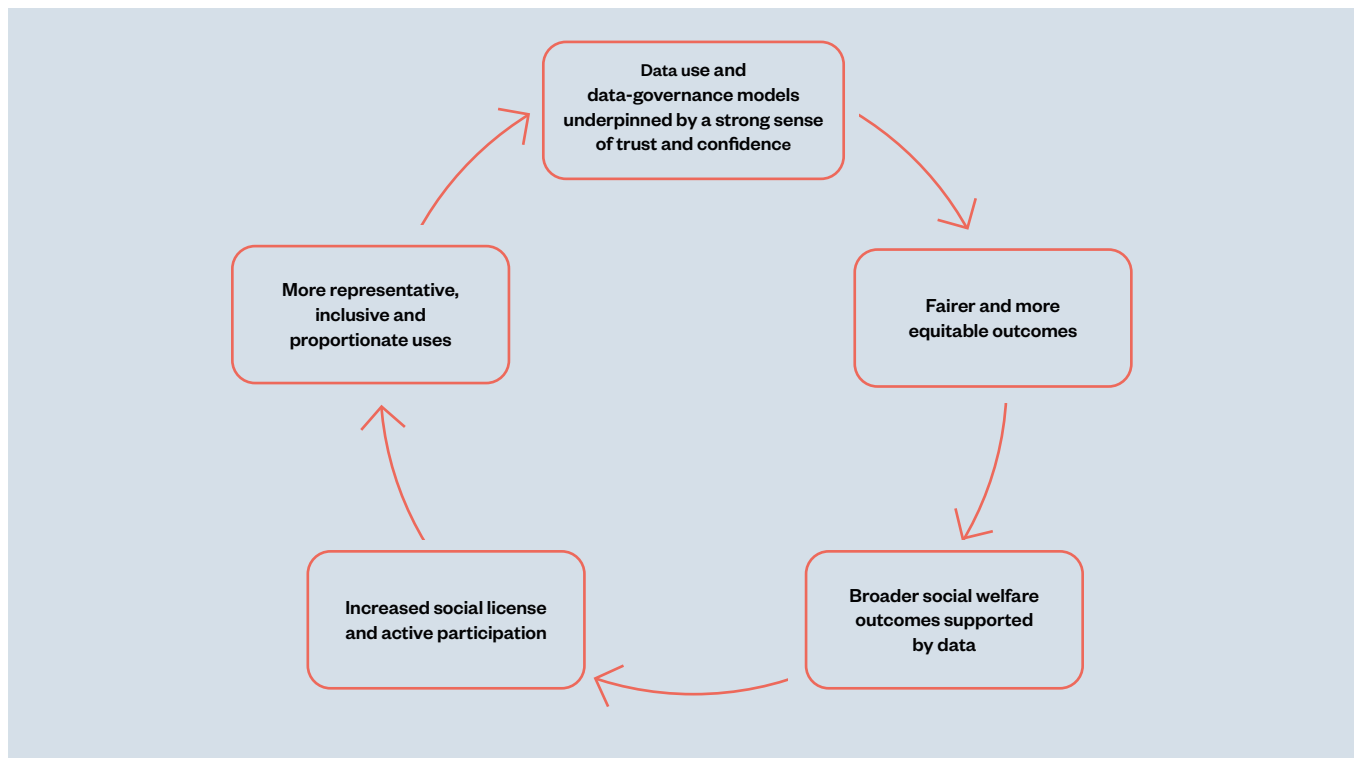 Data use and
data-governance models
underpinned by a strong sense
of trust and confidence
Fairer and more
equitable outcomes
Broader social welfare
outcomes supported
by data
Increased social license
and active participation
More representative,
inclusive and
proportionate uses